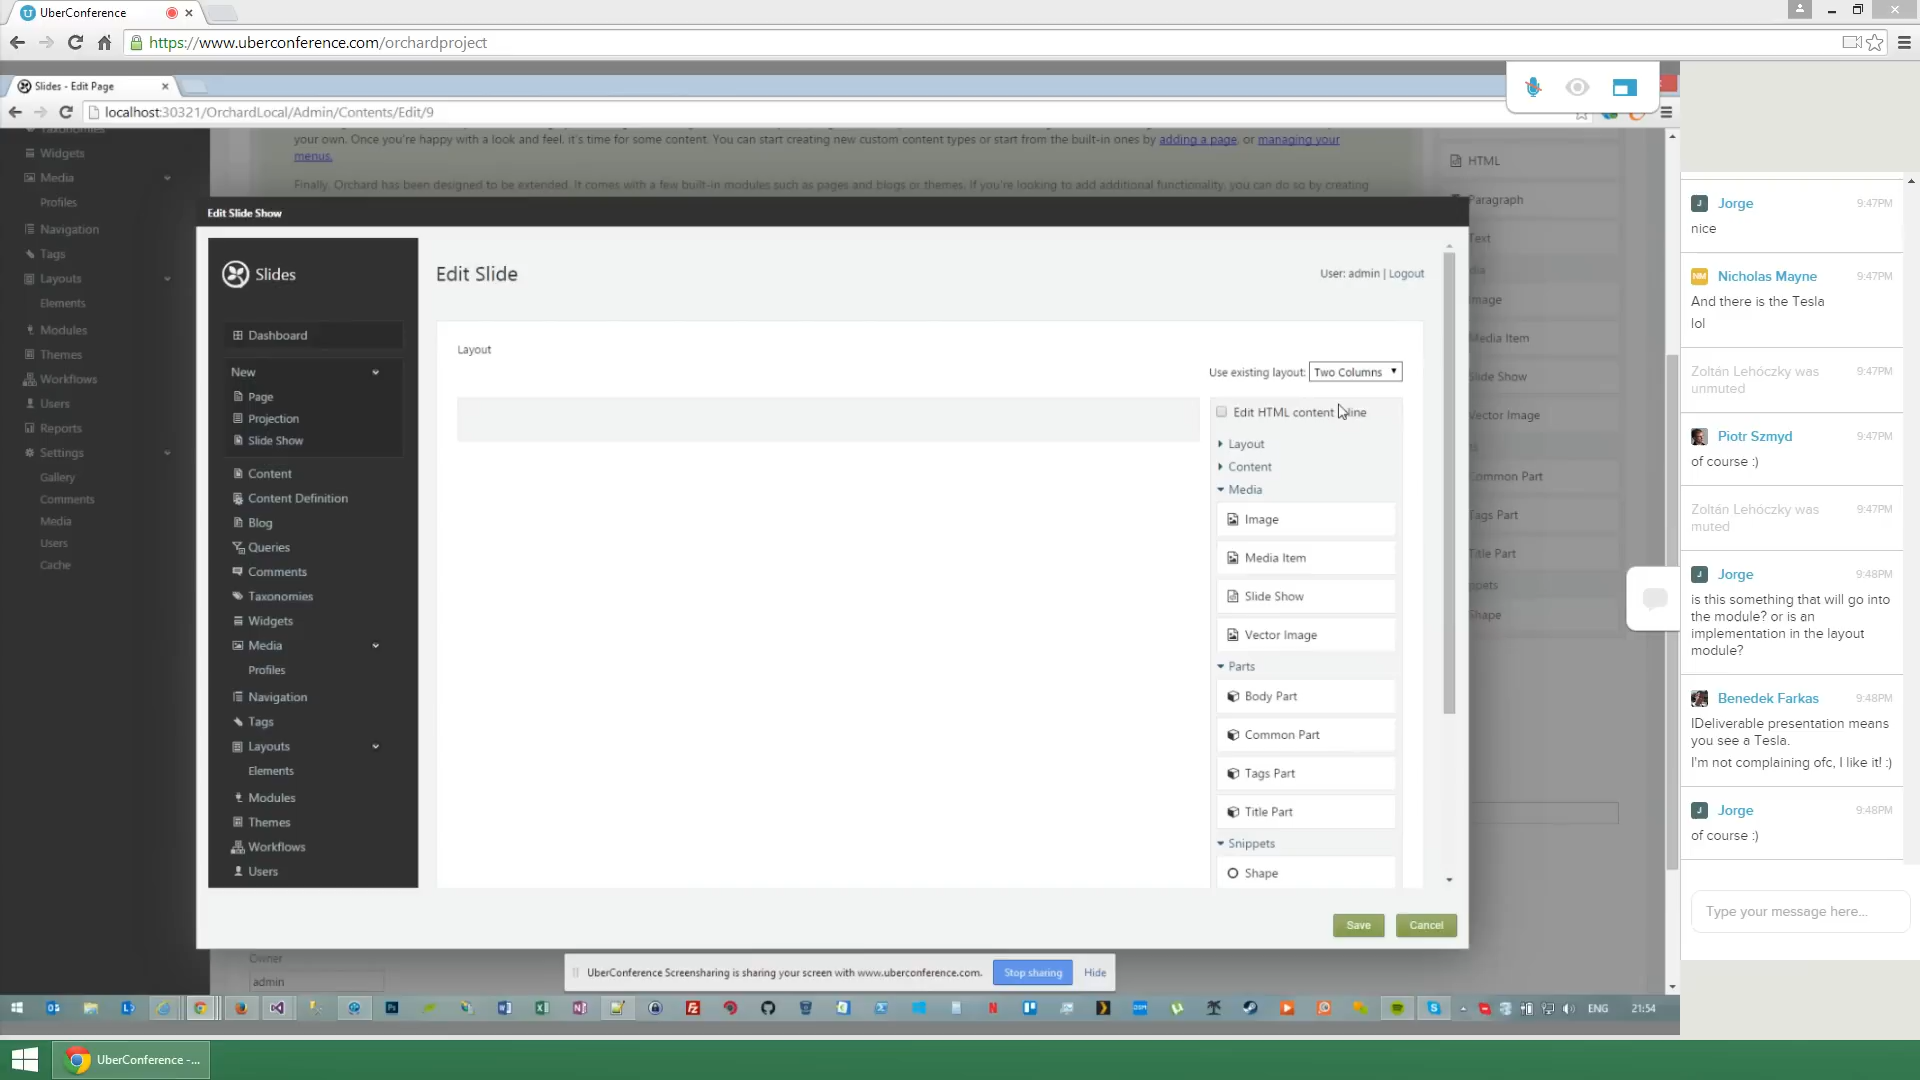 UberConference
https://www.uberconference.com/orchardproject
Slides - Edit Page
localhost:30321/OrchardLocal/Admin/Contents/Edit/9
Taxonomies
Widgets
Media
Profiles
Navigation
Tags
Layouts
Elements
Modules
Themes
Workflows
Users
Reports
Settings
Gallery
Comments
Media
Users
Cache
your own. Once you're happy with a look and feel, it's time for some content. You can start creating new custom content types or start from the built-in ones by adding a page, or managing your
menus.
Finally, Orchard has been designed to be extended. It comes with a few built-in modules such as pages and blogs or themes. If you're looking to add additional functionality, you can do so by creating
HTML
Paragraph
Text
Image
Media Item
Slide Show
Vector Image
Common Part
Tags Part
Title Part
Shape
Edit Slide Show
Slides
Dashboard
New
Page
Projection
Slide Show
Content
Content Definition
Blog
Queries
Comments
Taxonomies
Widgets
Media
Profiles
Navigation
Tags
Layouts
Elements
Modules
Themes
Workflows
Users
Edit Slide
User: admin | Logout
Layout
Use existing layout: Two Columns
Edit HTML content inline
Layout
Content
Media
Image
Media Item
Slide Show
Vector Image
Parts
Body Part
Common Part
Tags Part
Title Part
Snippets
Shape
Save
Cancel
Owner
admin
UberConference Screensharing is sharing your screen with www.uberconference.com.
Stop sharing
Hide
ENG
21:54
Jorge 9:47PM
nice
NM Nicholas Mayne 9:47PM
And there is the Tesla
lol
Zoltán Lehóczky was 9:47PM
unmuted
Piotr Szmyd 9:47PM
of course :)
Zoltán Lehóczky was 9:47PM
muted
Jorge 9:48PM
is this something that will go into
the module? or is an
implementation in the layout
module?
Benedek Farkas 9:48PM
IDeliverable presentation means
you see a Tesla.
I'm not complaining ofc, I like it! :)
Jorge 9:48PM
of course :)
Type your message here...
UberConference -...